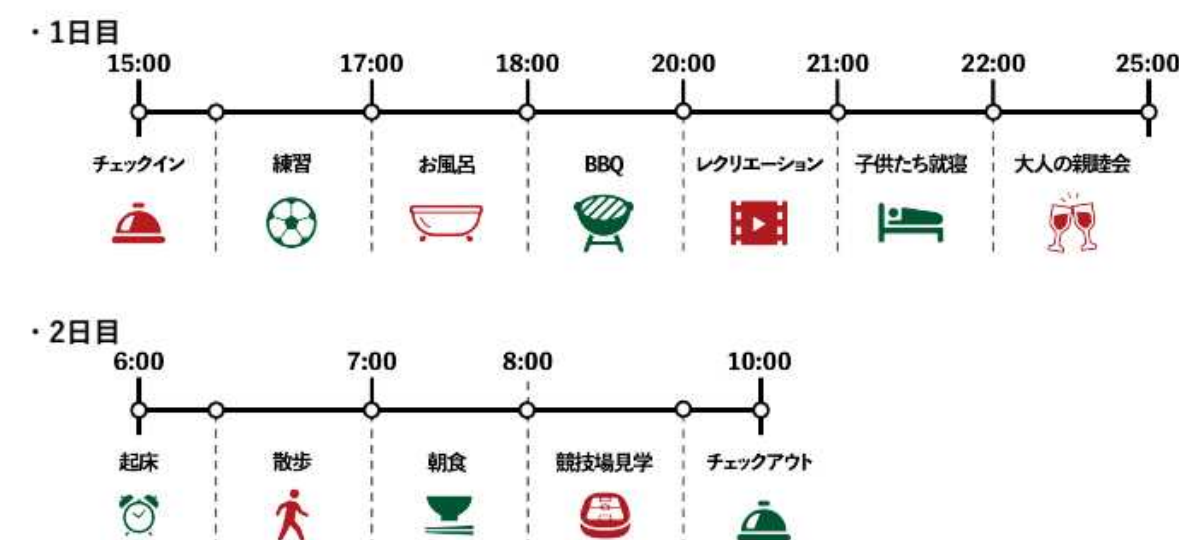 ・1日目
15:00 17:00 18:00 20:00 21:00 22:00 25:00
チェックイン 練習 お風呂 BBQ レクリエーション 子供たち就寝 大人の親睦会
・2日目
6:00 7:00 8:00 10:00
起床 散歩 朝食 競技場見学 チェックアウト